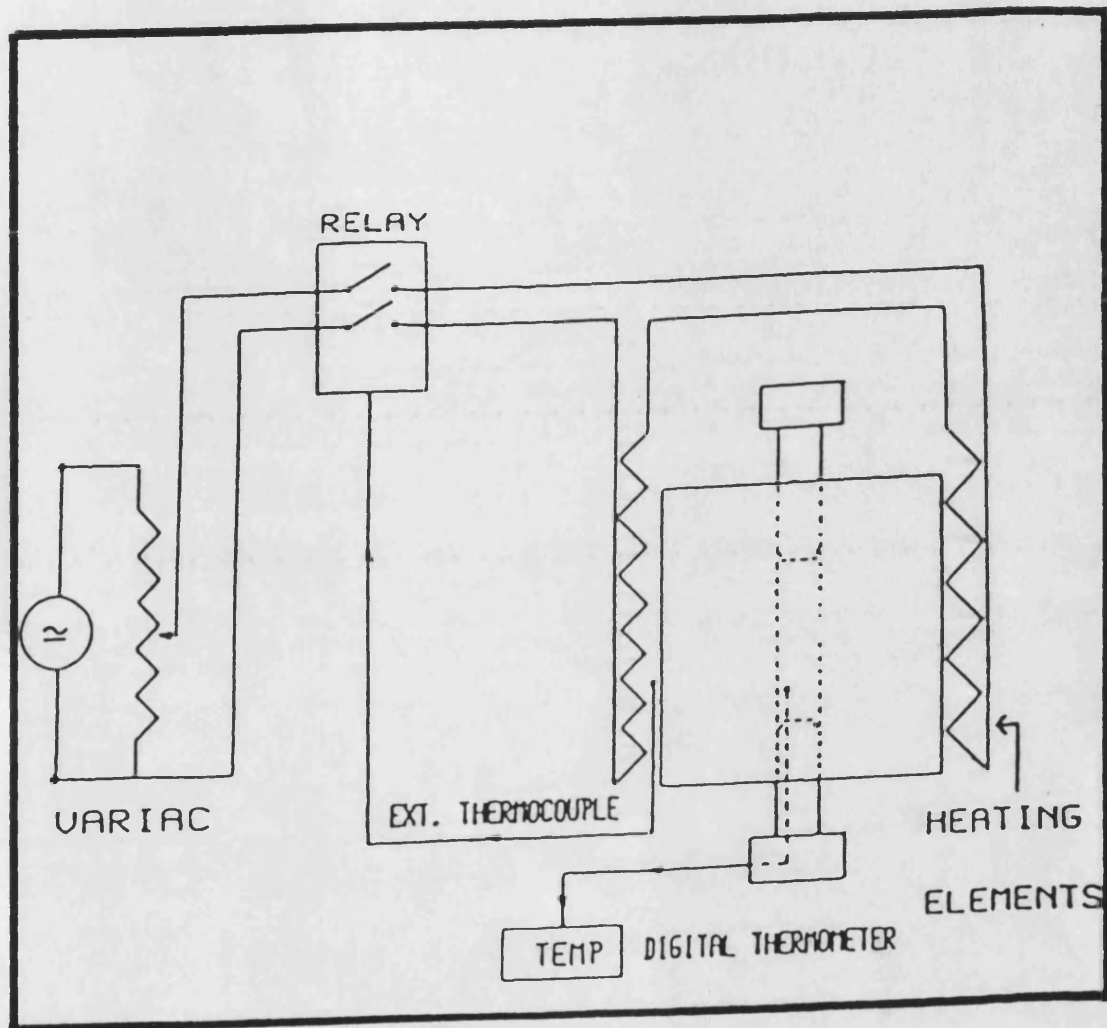 RELAY
VARIAC
EXT. THERMOCOUPLE
HEATING
ELEMENTS
TEMP
DIGITAL THERMOMETER